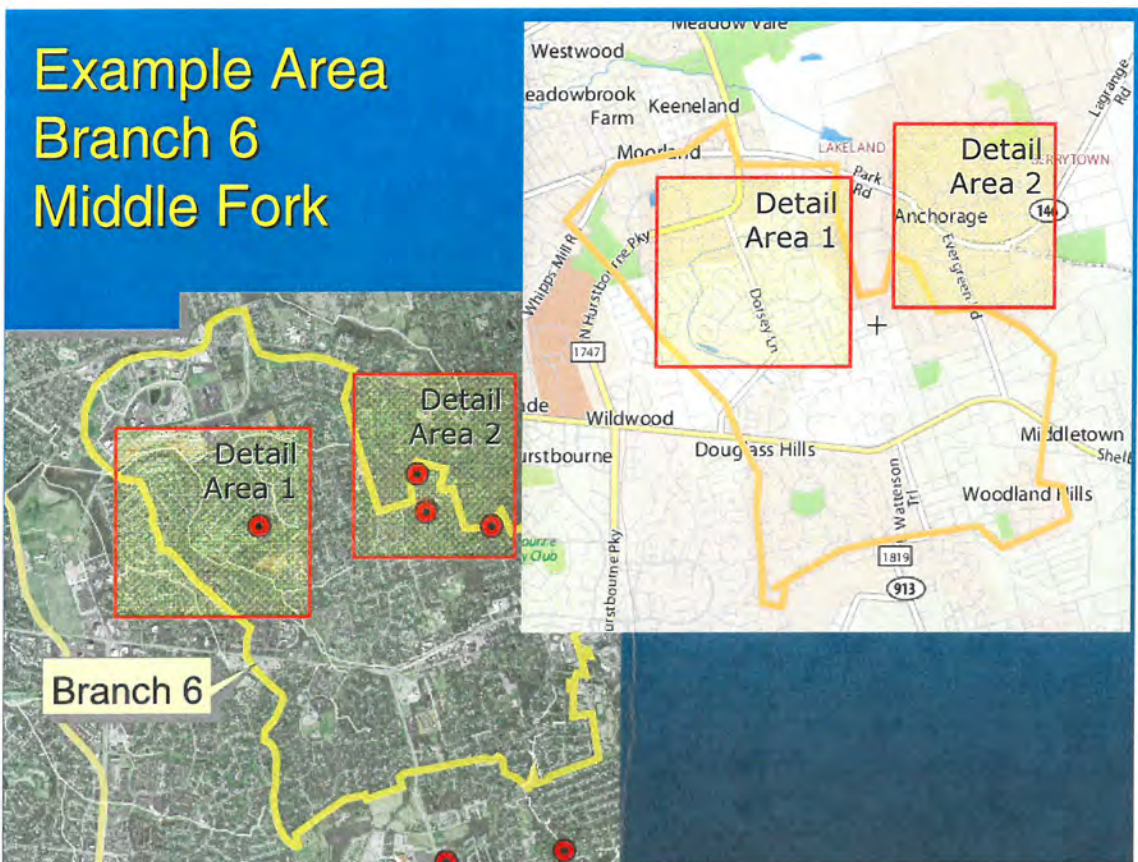 Example Area
Branch 6
Middle Fork
Meadow Vale
Westwood
eadowbrook
Farm
Keeneland
Moorland
LAKELAND
Lagrange
Rd
Park
Rd
Detail
Area 1
Detail
Area 2
Anchorage
146
Whipps Mill R
N Hurstbourne Pky
Dorsey Ln
Evergreen Rd
1747
Wildwood
urstbourne
Douglass Hills
Middletown
Woodland Hills
Watterson
Trl
1819
913
urstbourne Pky
Detail
Area 1
Detail
Area 2
y Club
Branch 6